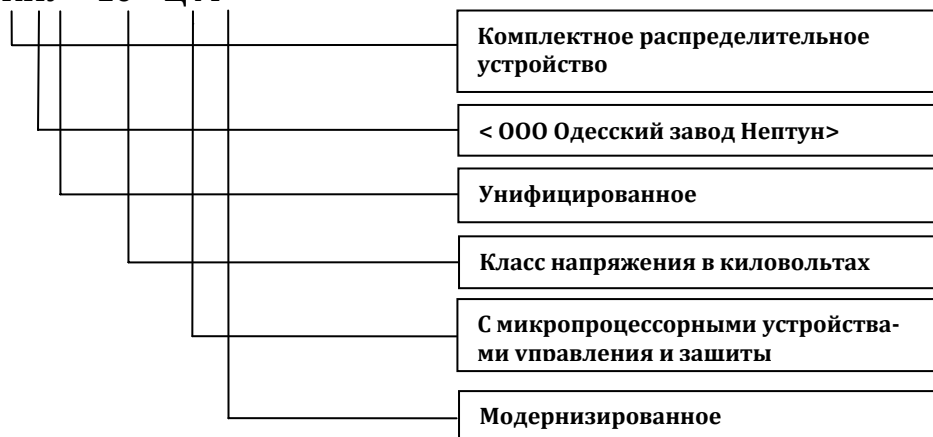 Комплектное распределительное
устройство
< ООО Одесский завод Нептун>
Унифицированное
Класс напряжения в киловольтах
С микропроцессорными устройства-
ми управления и защиты
Модернизированное